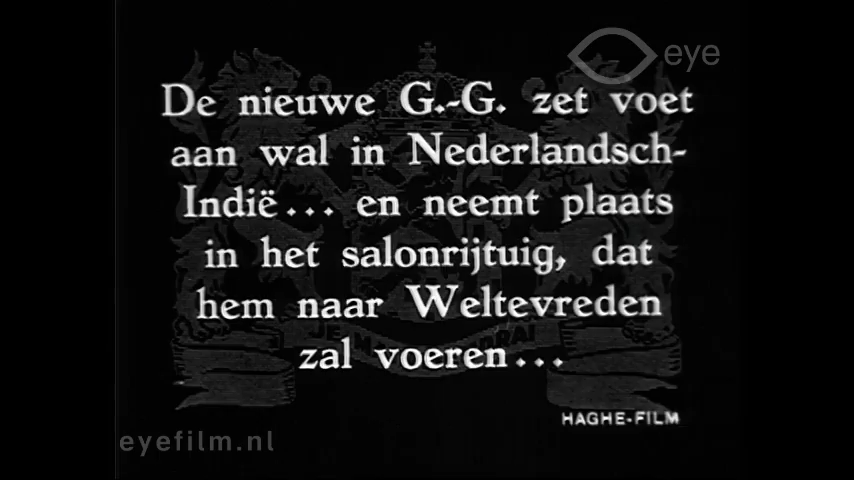 eye
De nieuwe G.-G. zet voet
aan wal in Nederlandsch-
Indië... en neemt plaats
in het salonrijtuig, dat
hem naar Weltevreden
zal voeren...
HAGHE-FILM
eyefilm.nl